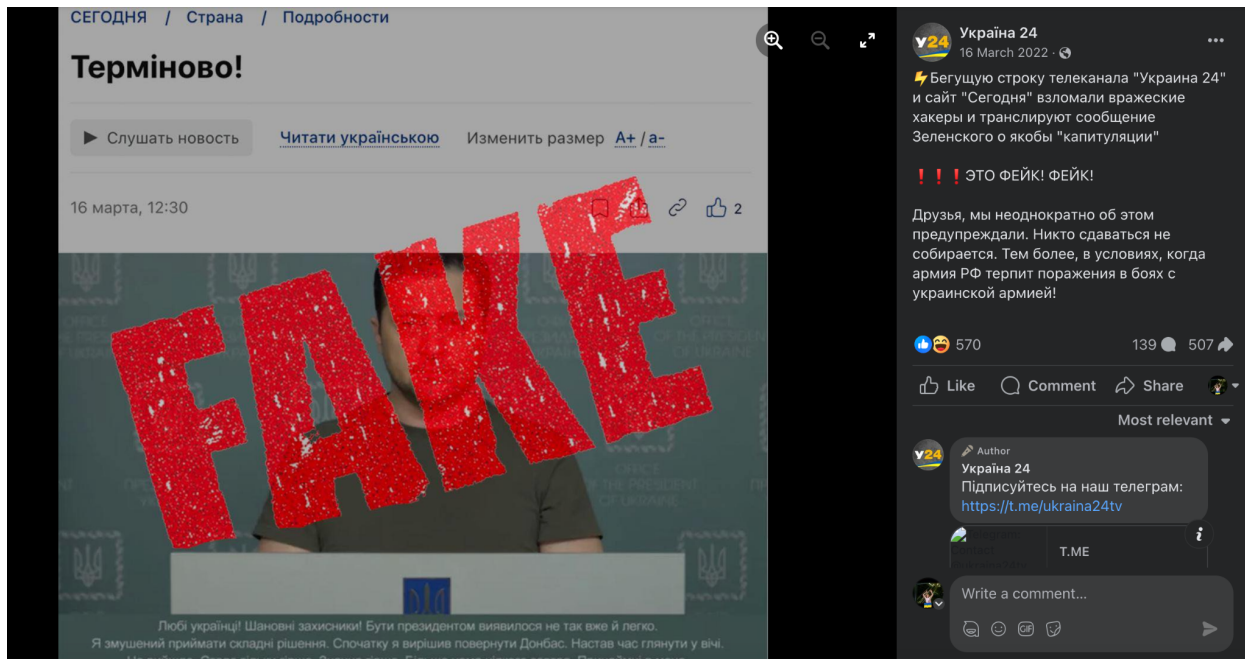 СЕГОДНЯ / Страна / Подробности
Терміново!
Слушать новость Читати українською Изменить размер A+ / a-
16 марта, 12:30
2
FAKE
Любі українці! Шановні захисники! Бути президентом виявилося не так вже й легко.
Я змушений приймати складні рішення. Спочатку я вирішив повернути Донбас. Настав час глянути у вічі.
У24
Україна 24
16 March 2022
Бегущую строку телеканала "Украина 24"
и сайт "Сегодня" взломали вражеские
хакеры и транслируют сообщение
Зеленского о якобы "капитуляции"
❗❗❗ЭТО ФЕЙК! ФЕЙК!
Друзья, мы неоднократно об этом
предупреждали. Никто сдаваться не
собирается. Тем более, в условиях, когда
армия РФ терпит поражения в боях с
украинской армией!
570 139 507
Like Comment Share
Most relevant
У24
Author
Україна 24
Підписуйтесь на наш телеграм:
https://t.me/ukraina24tv
T.ME
Write a comment...
GIF